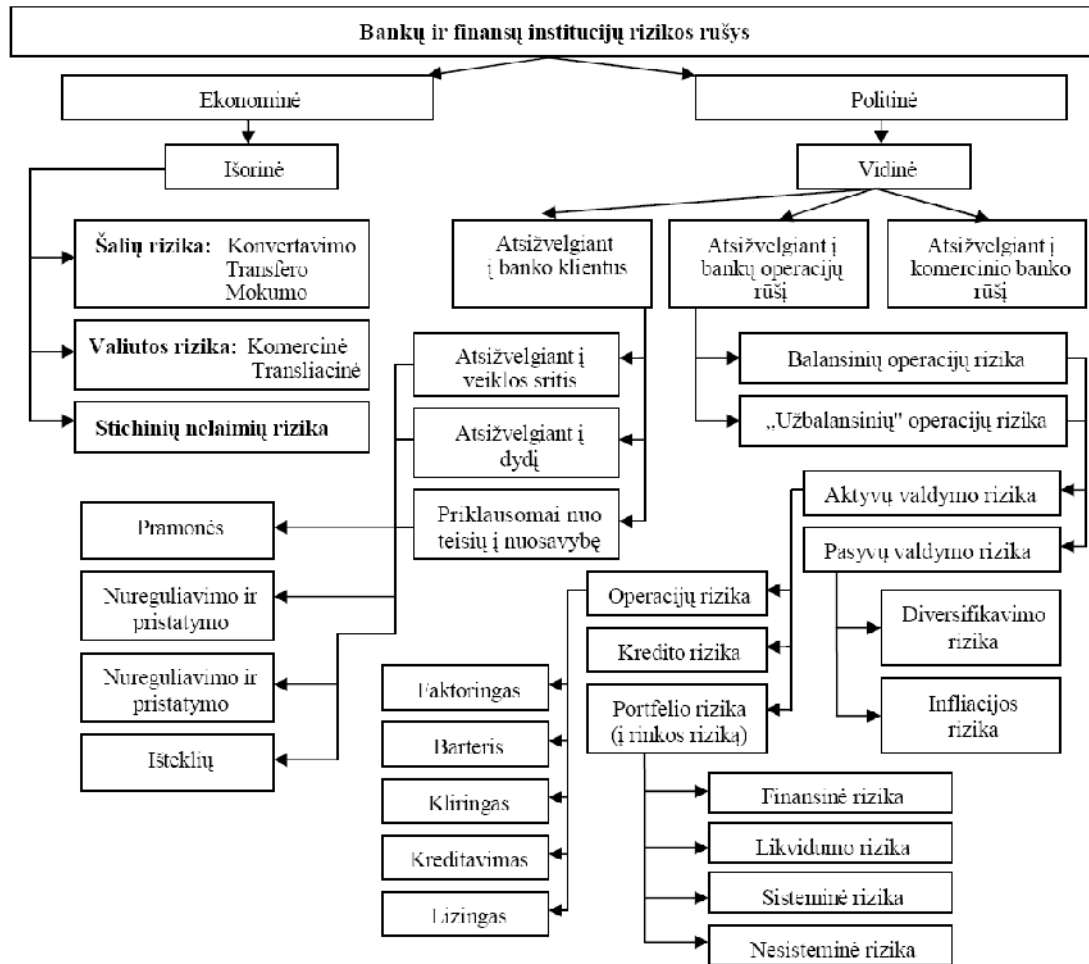 Bankų ir finansų institucijų rizikos rušys
Ekonominė
Politinė
Išorinė
Vidinė
Šalių rizika: Konvertavimo
Transfero
Mokumo
Valiutos rizika: Komercinė
Transliacinė
Stichinių nelaimių rizika
Atsižvelgiant
į banko klientus
Atsižvelgiant į
bankų operacijų
rūšį
Atsižvelgiant į
komercinio banko
rūšį
Atsižvelgiant į
veiklos sritis
Atsižvelgiant į
dydį
Priklausomai nuo
teisių į nuosavybę
Balansinių operacijų rizika
„Užbalansinių" operacijų rizika
Aktyvų valdymo rizika
Pasyvų valdymo rizika
Pramonės
Nureguliavimo ir
pristatymo
Nureguliavimo ir
pristatymo
Išteklių
Operacijų rizika
Kredito rizika
Portfelio rizika
(į rinkos riziką)
Diversifikavimo
rizika
Infliacijos
rizika
Faktoringas
Barteris
Kliringas
Kreditavimas
Lizingas
Finansinė rizika
Likvidumo rizika
Sisteminė rizika
Nesisteminė rizika